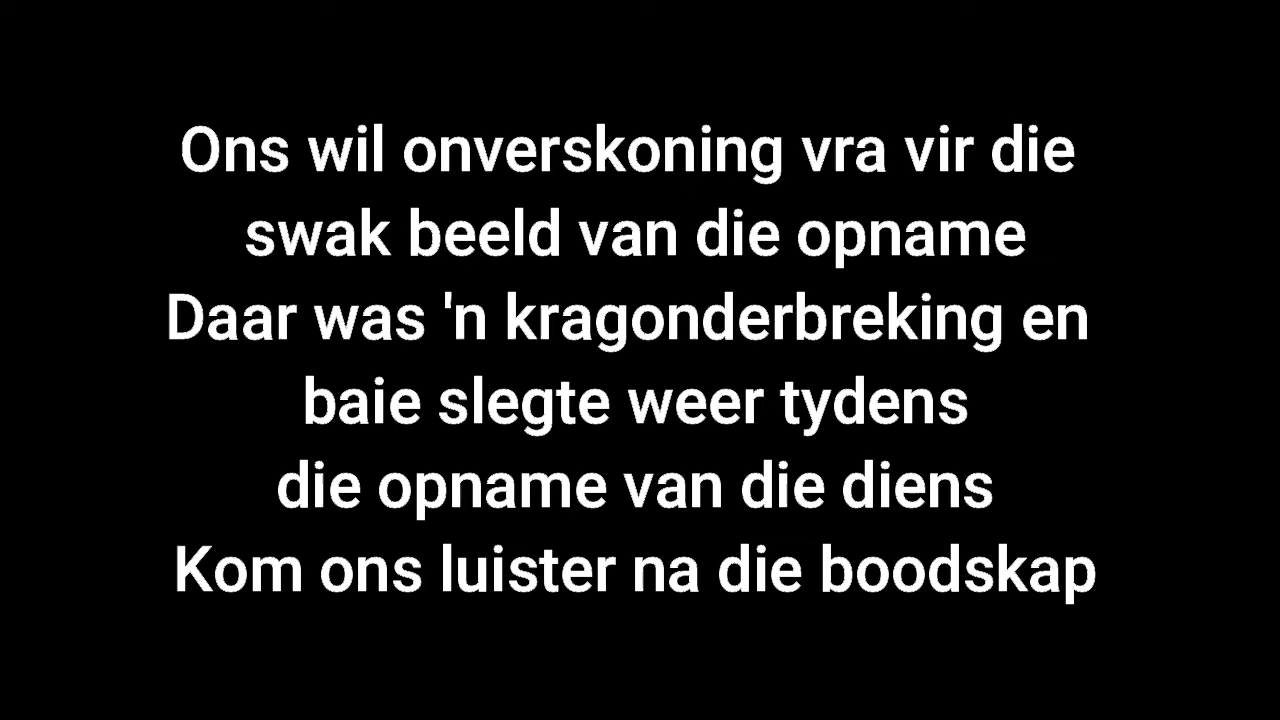 Ons wil onverskoning vra vir die
swak beeld van die opname
Daar was 'n kragonderbreking en
baie slegte weer tydens
die opname van die diens
Kom ons luister na die boodskap